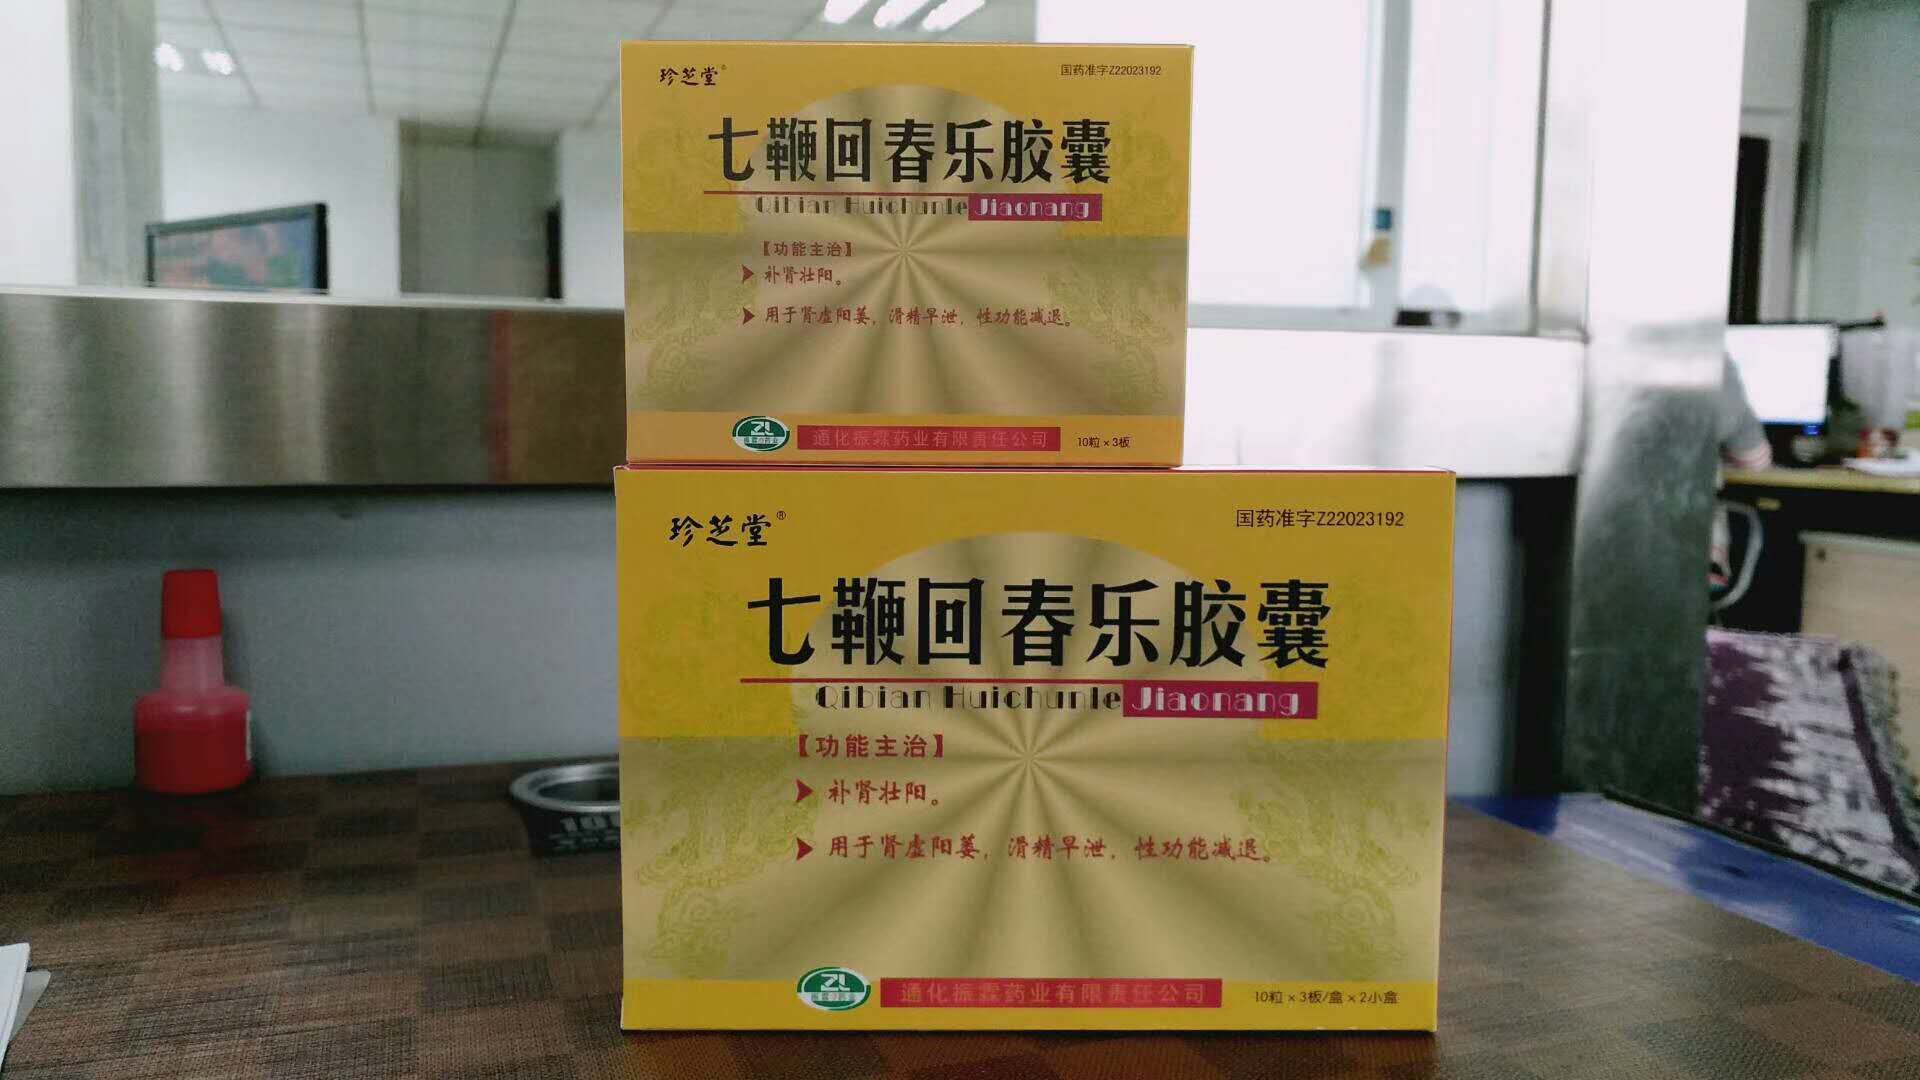 珍芝堂®
国药准字Z22023192
七鞭回春乐胶囊
Qibian Huichunle Jiaonang
【功能主治】
补肾壮阳。
用于肾虚阳萎，滑精早泄，性功能减退。
ZL
通化振霖药业有限责任公司
10粒×3板
珍芝堂®
国药准字Z22023192
七鞭回春乐胶囊
Qibian Huichunle Jiaonang
【功能主治】
补肾壮阳。
用于肾虚阳萎，滑精早泄，性功能减退。
ZL
通化振霖药业有限责任公司
10粒×3板/盒×2小盒